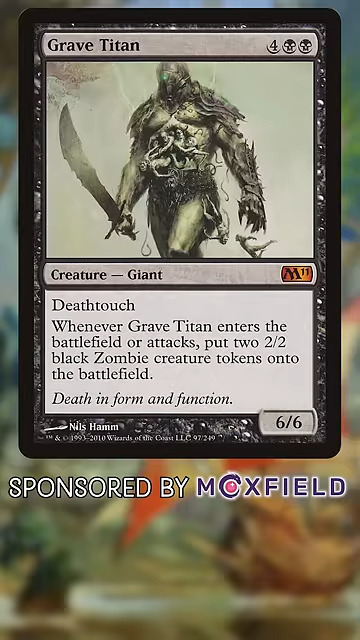 Grave Titan 4
Creature — Giant M11
Deathtouch
Whenever Grave Titan enters the
battlefield or attacks, put two 2/2
black Zombie creature tokens onto
the battlefield.
Death in form and function.
Nils Hamm
™ & © 1993–2010 Wizards of the Coast LLC 97/249
6/6
SPONSORED BY MOXFIELD